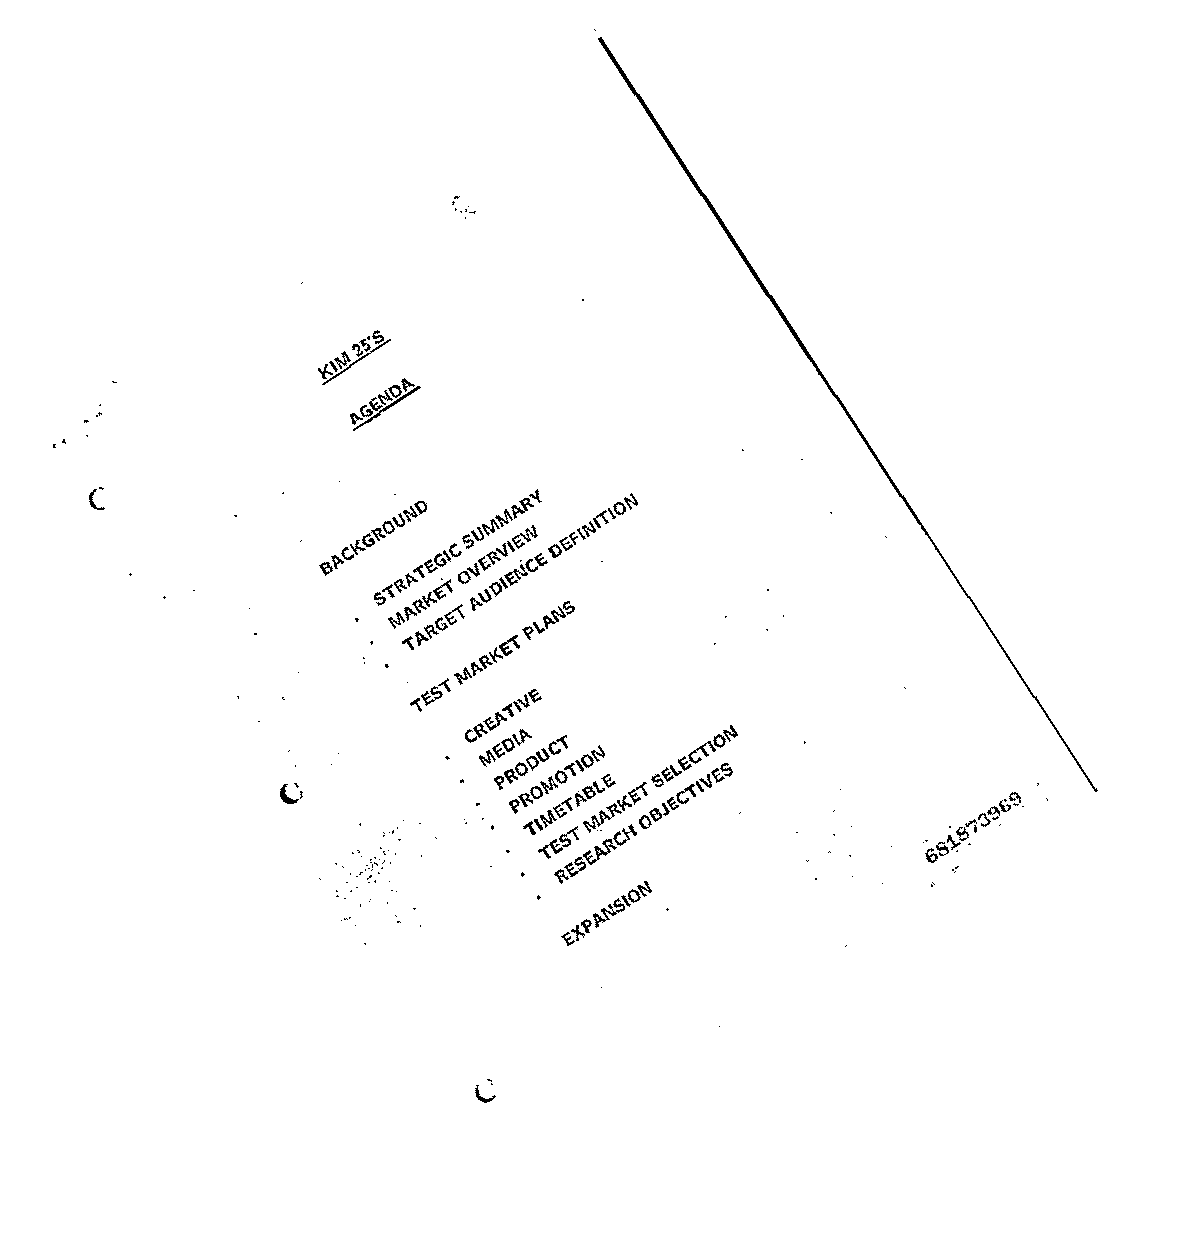 KIM 25'S
AGENDA
BACKGROUND
• STRATEGIC SUMMARY
• MARKET OVERVIEW
• TARGET AUDIENCE DEFINITION
TEST MARKET PLANS
• CREATIVE
• MEDIA
• PRODUCT
• PROMOTION
• TIMETABLE
• TEST MARKET SELECTION
• RESEARCH OBJECTIVES
EXPANSION
681873969